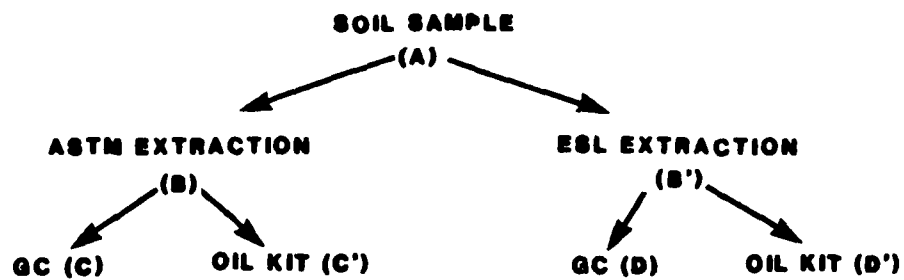 SOIL SAMPLE
(A)
ASTM EXTRACTION
(B)
ESL EXTRACTION
(B')
GC (C)
OIL KIT (C')
GC (D)
OIL KIT (D')